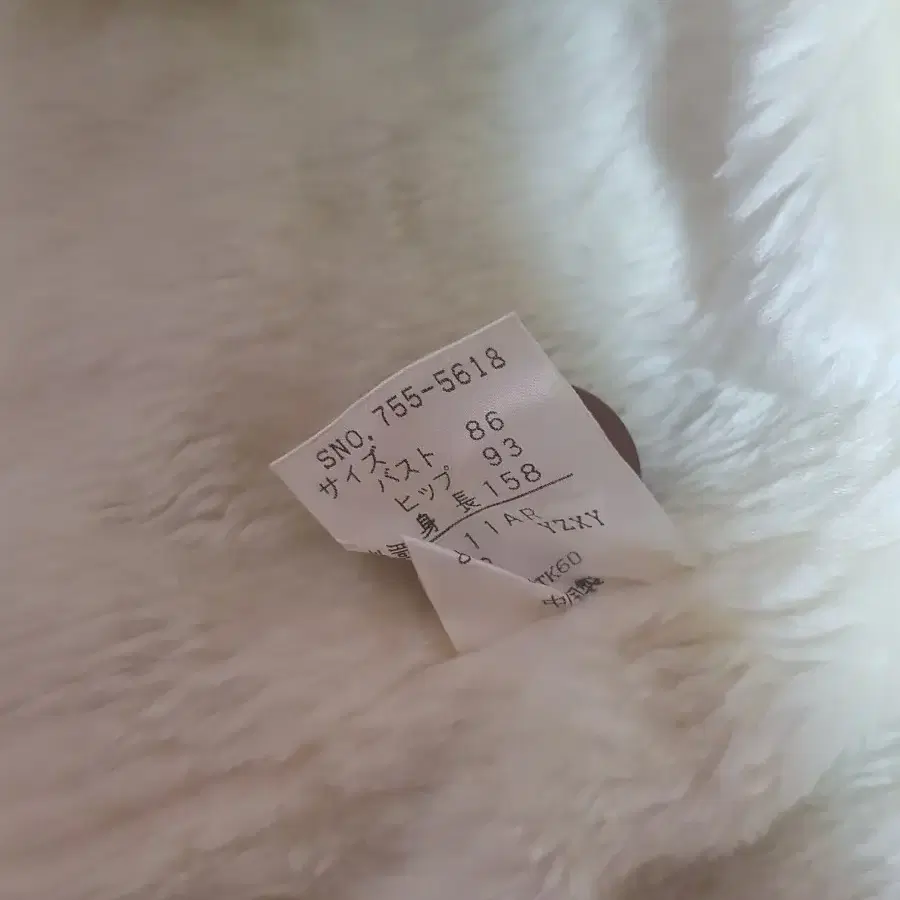 SNO. 755-5618
サイズ
バスト 86
ヒップ 93
身長 158
11AR
YZXY
TK60